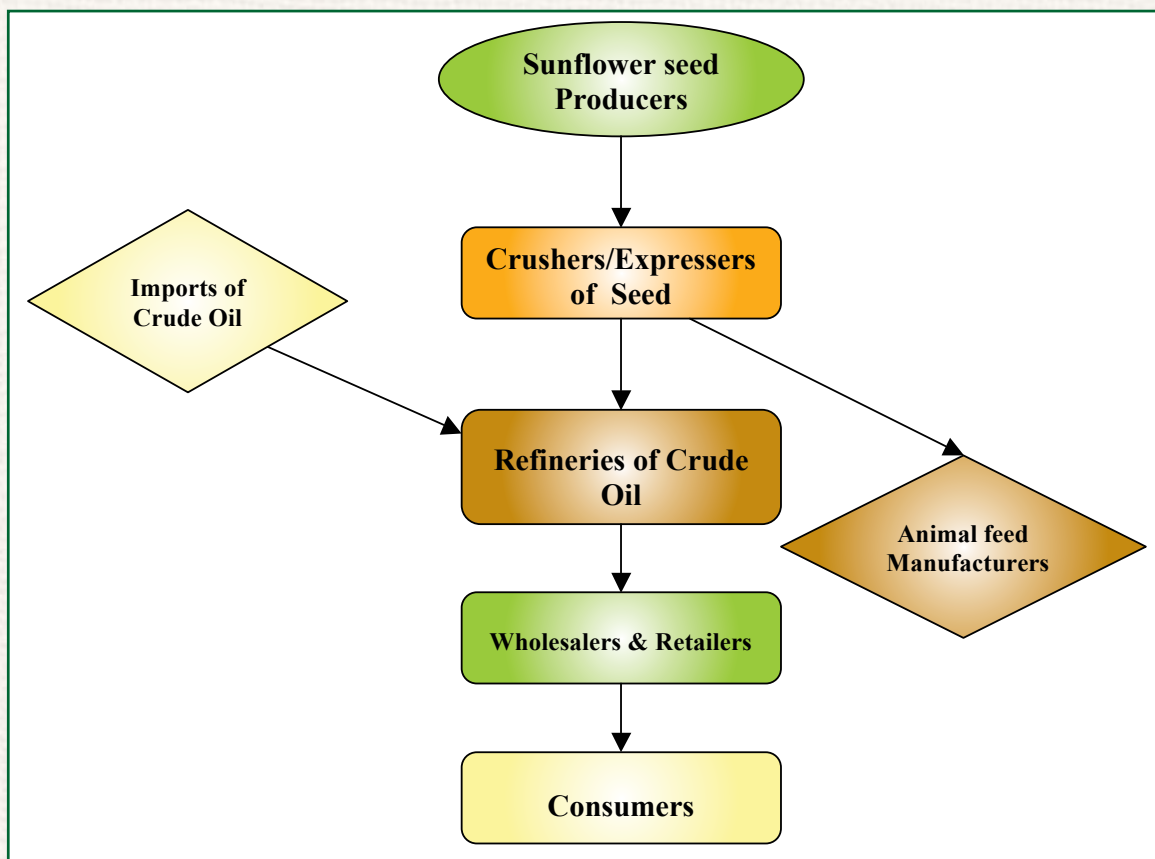 Sunflower seed
Producers
Crushers/Expressers
of Seed
Imports of
Crude Oil
Refineries of Crude
Oil
Animal feed
Manufacturers
Wholesalers & Retailers
Consumers